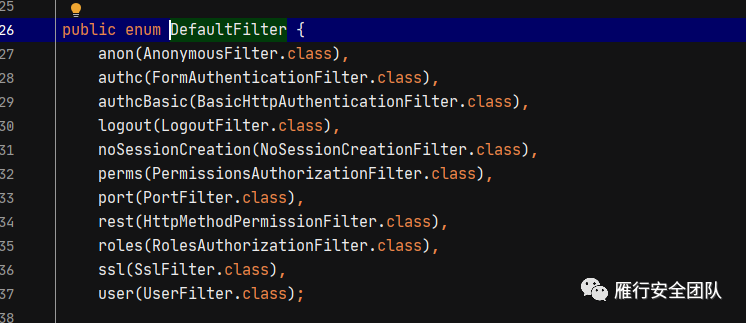 25
26 public enum DefaultFilter {
27 anon(AnonymousFilter.class),
28 authc(FormAuthenticationFilter.class),
29 authcBasic(BasicHttpAuthenticationFilter.class),
30 logout(LogoutFilter.class),
31 noSessionCreation(NoSessionCreationFilter.class),
32 perms(PermissionsAuthorizationFilter.class),
33 port(PortFilter.class),
34 rest(HttpMethodPermissionFilter.class),
35 roles(RolesAuthorizationFilter.class),
36 ssl(SslFilter.class),
37 user(UserFilter.class);
雁行安全团队
38